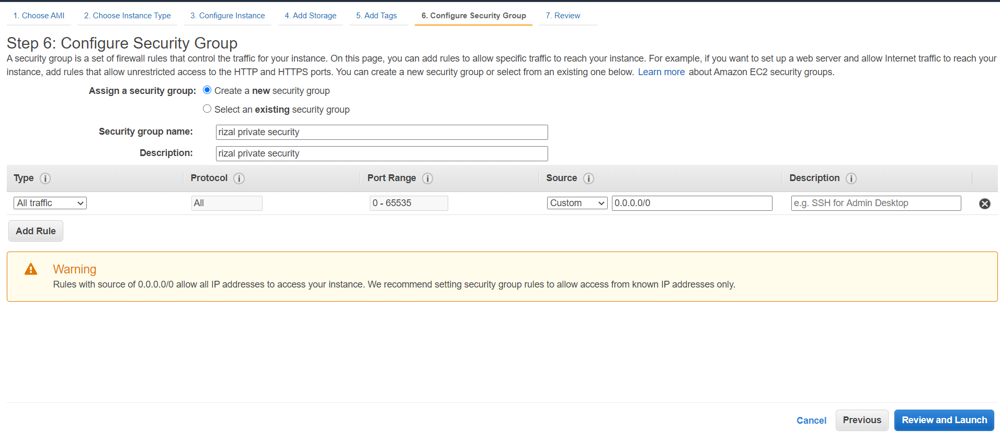 1. Choose AMI 2. Choose Instance Type 3. Configure Instance 4. Add Storage 5. Add Tags 6. Configure Security Group 7. Review
Step 6: Configure Security Group
A security group is a set of firewall rules that control the traffic for your instance. On this page, you can add rules to allow specific traffic to reach your instance. For example, if you want to set up a web server and allow Internet traffic to reach your
instance, add rules that allow unrestricted access to the HTTP and HTTPS ports. You can create a new security group or select from an existing one below. Learn more about Amazon EC2 security groups.
Assign a security group: Create a new security group
Select an existing security group
Security group name: rizal private security
Description: rizal private security
Type i Protocol i Port Range i Source i Description i
All traffic All 0 - 65535 Custom 0.0.0.0/0 e.g. SSH for Admin Desktop
Add Rule
Warning
Rules with source of 0.0.0.0/0 allow all IP addresses to access your instance. We recommend setting security group rules to allow access from known IP addresses only.
Cancel Previous Review and Launch